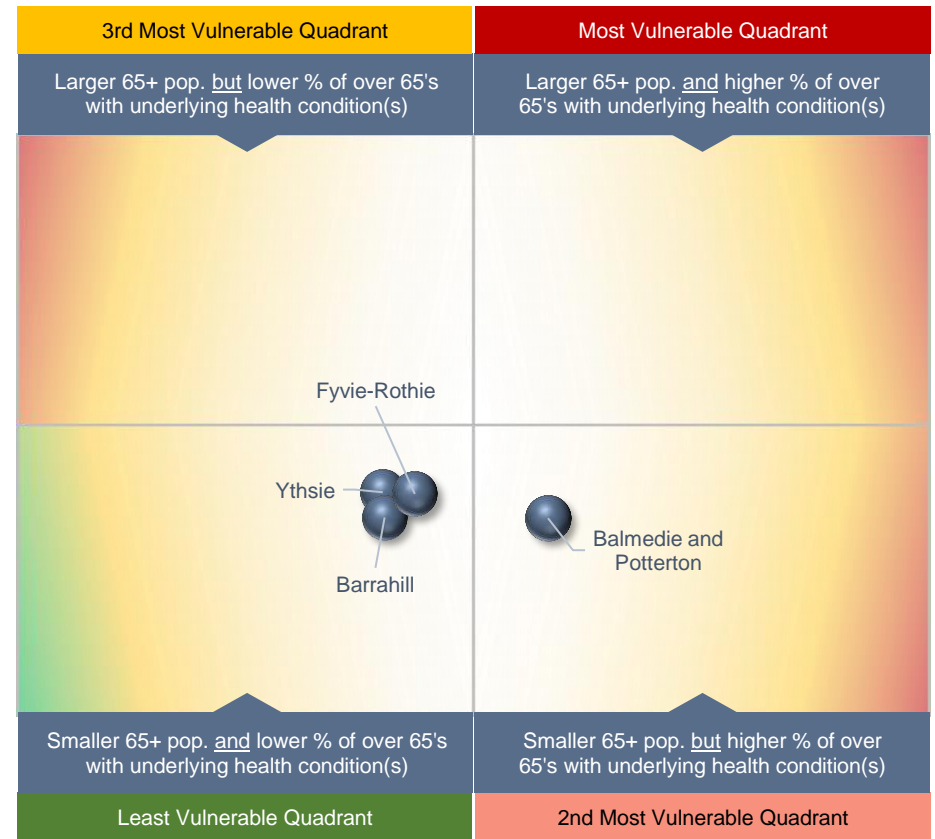 3rd Most Vulnerable Quadrant
Most Vulnerable Quadrant
Larger 65+ pop. but lower % of over 65's
with underlying health condition(s)
Larger 65+ pop. and higher % of over
65's with underlying health condition(s)
Fyvie-Rothie
Ythsie
Barrahill
Balmedie and
Potterton
Smaller 65+ pop. and lower % of over 65's
with underlying health condition(s)
Smaller 65+ pop. but higher % of over
65's with underlying health condition(s)
Least Vulnerable Quadrant
2nd Most Vulnerable Quadrant